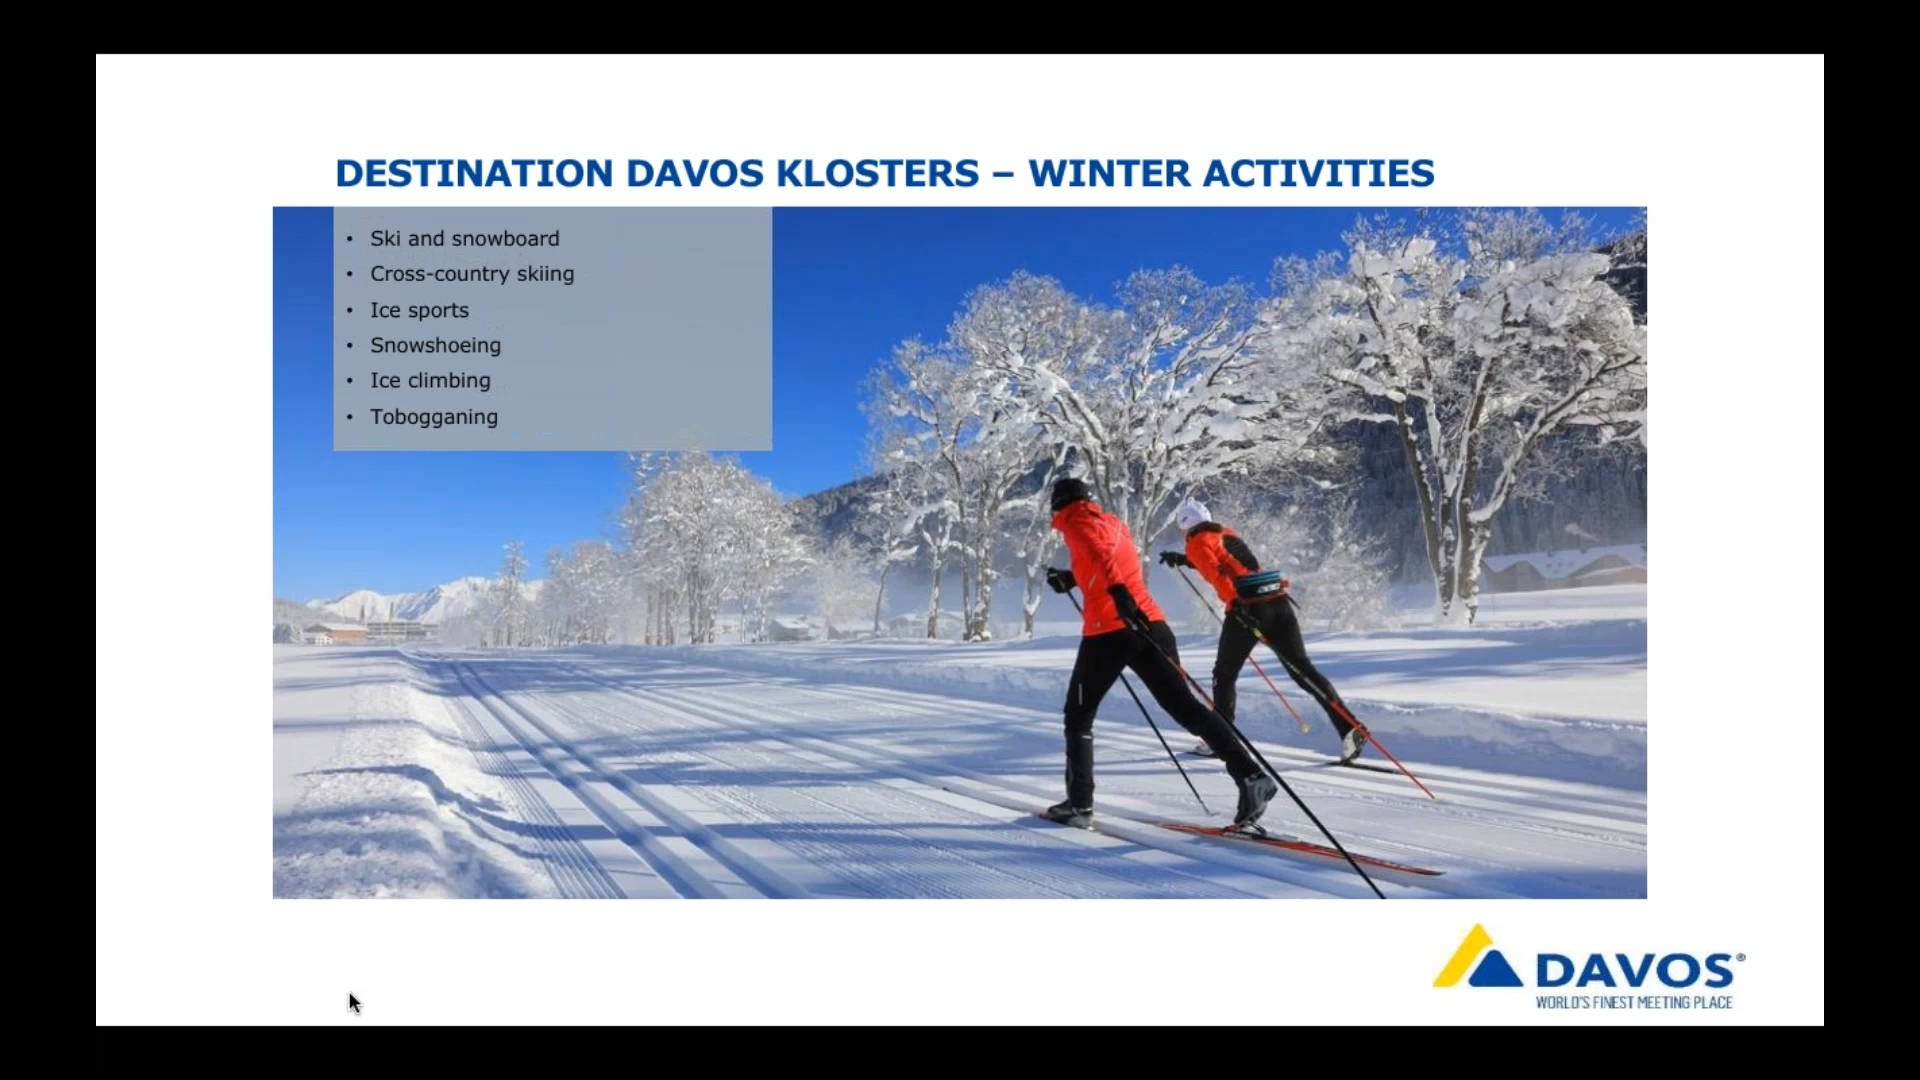 DESTINATION DAVOS KLOSTERS – WINTER ACTIVITIES
• Ski and snowboard
• Cross-country skiing
• Ice sports
• Snowshoeing
• Ice climbing
• Tobogganing
DAVOS®
WORLD'S FINEST MEETING PLACE